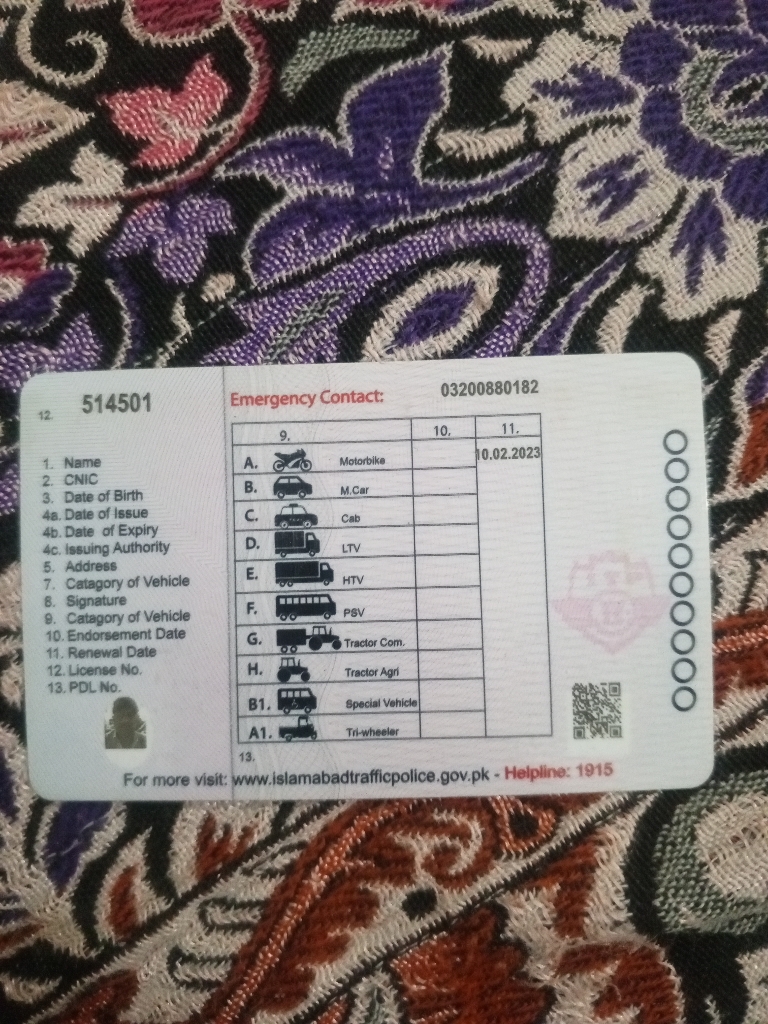 12. 514501
Emergency Contact: 03200880182
1. Name
2. CNIC
3. Date of Birth
4a. Date of Issue
4b. Date of Expiry
4c. Issuing Authority
5. Address
7. Catagory of Vehicle
8. Signature
9. Catagory of Vehicle
10. Endorsement Date
11. Renewal Date
12. License No.
13. PDL No.
9. 10. 11.
A. Motorbike 10.02.2023
B. M.Car
C. Cab
D. LTV
E. HTV
F. PSV
G. Tractor Com.
H. Tractor Agri
B1. Special Vehicle
A1. Tri-wheeler
13.
For more visit: www.islamabadtrafficpolice.gov.pk - Helpline: 1915